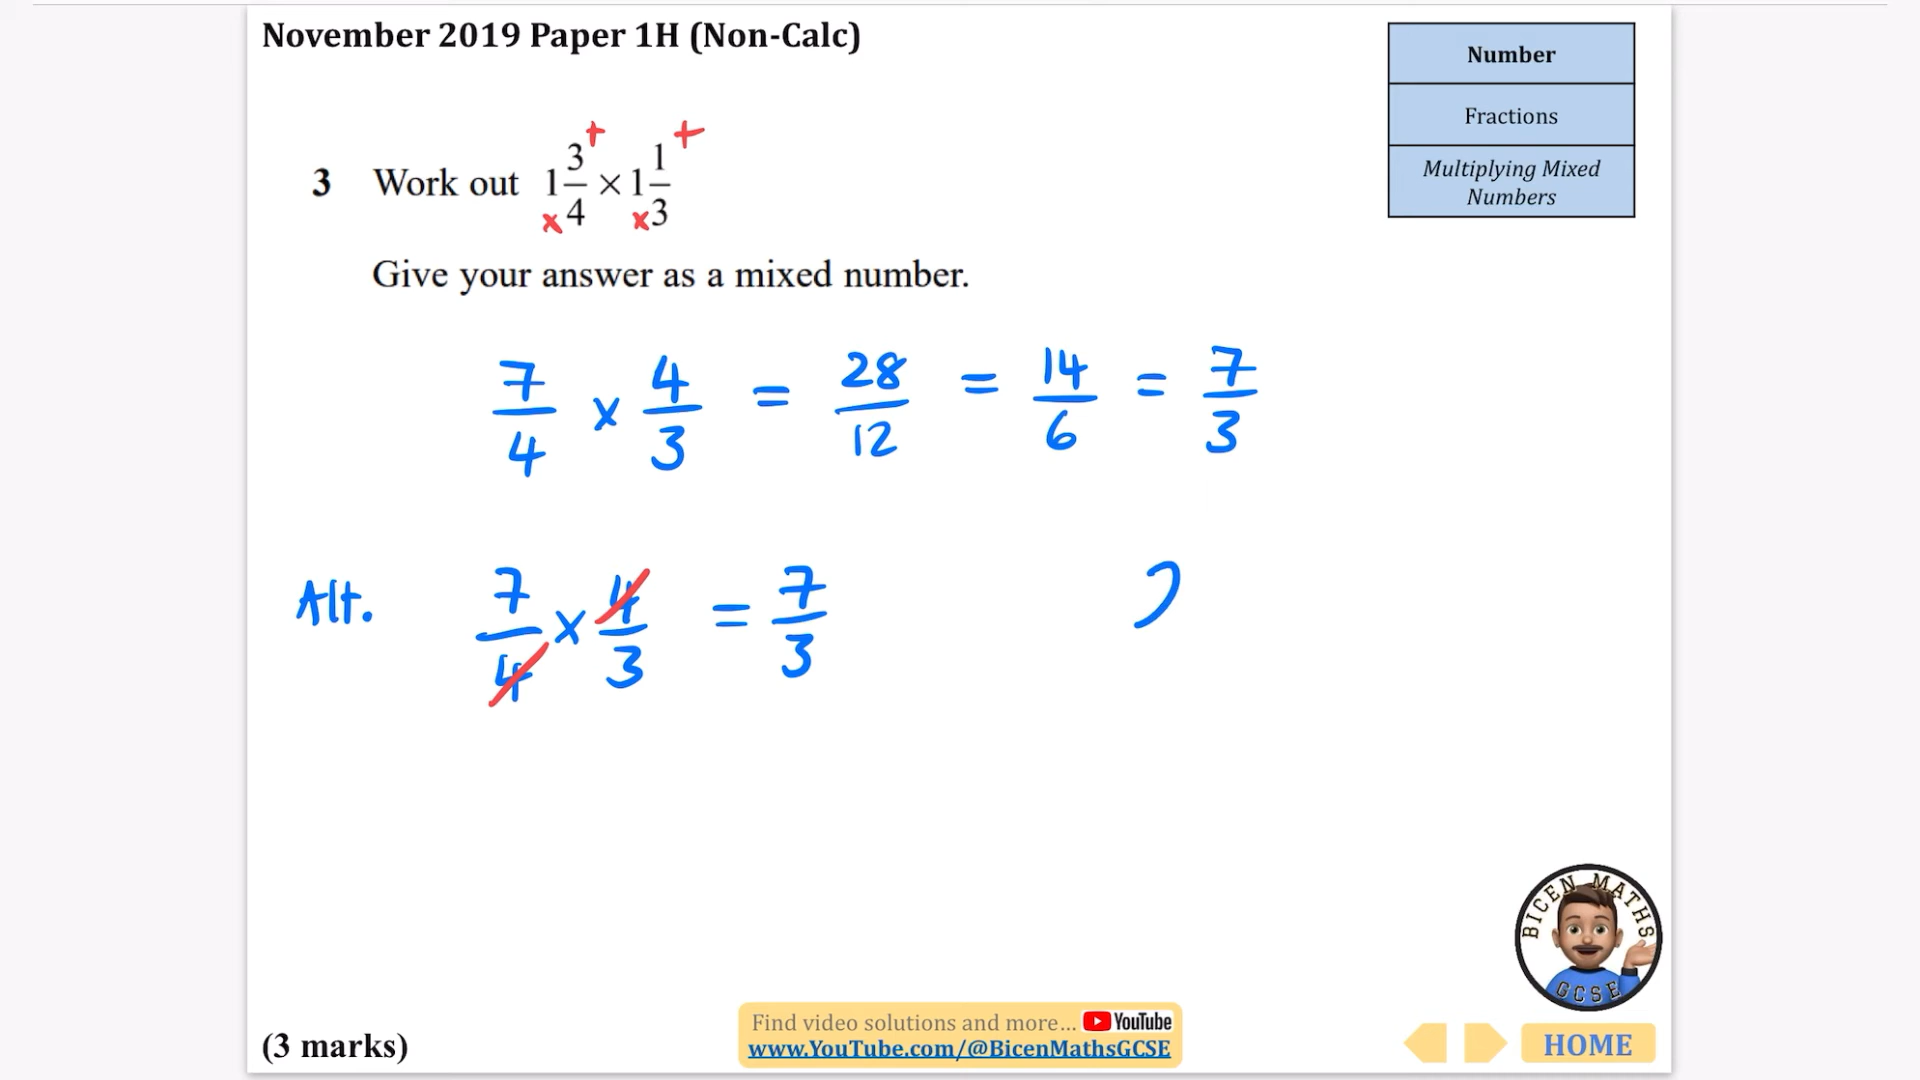 November 2019 Paper 1H (Non-Calc)
Number
Fractions
Multiplying Mixed
Numbers
3 Work out 1 3/4 × 1 1/3
+ +
× ×
Give your answer as a mixed number.
7/4 × 4/3 = 28/12 = 14/6 = 7/3
Alt. 7/4 × 4/3 = 7/3
BICEN MATHS
GCSE
(3 marks)
Find video solutions and more... YouTube
www.YouTube.com/@BicenMathsGCSE
HOME